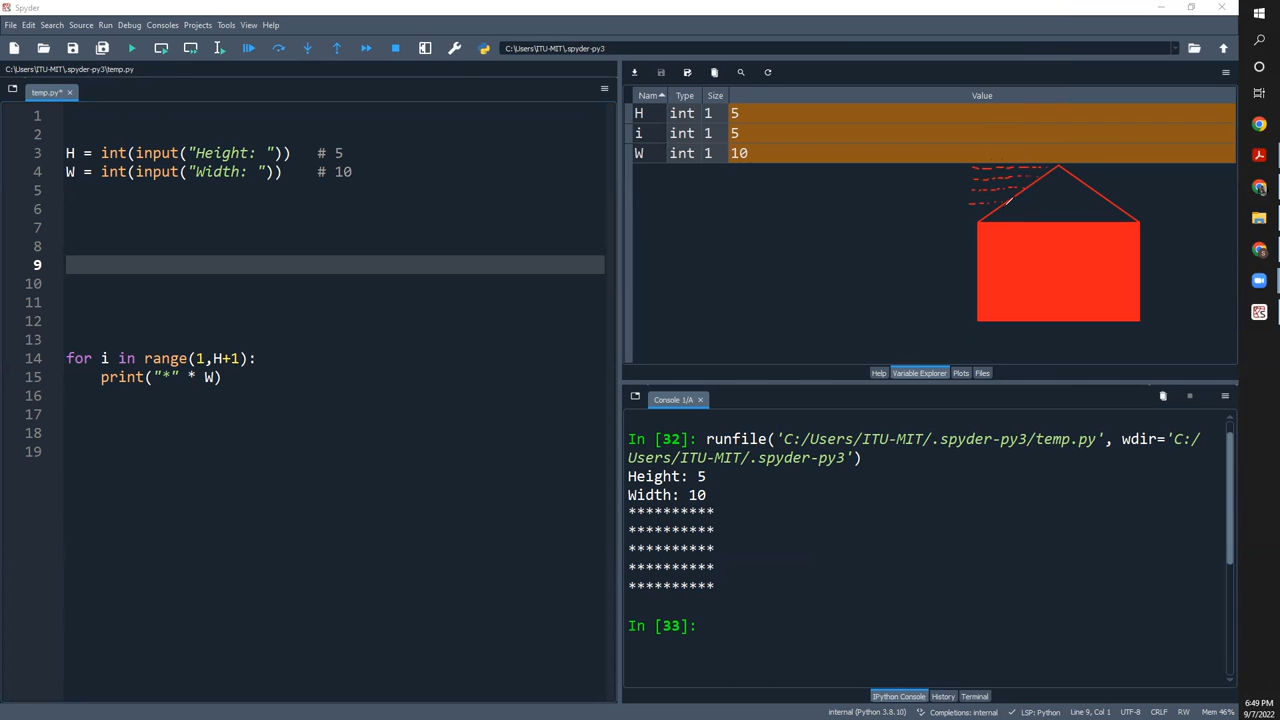 Spyder
File Edit Search Source Run Debug Consoles Projects Tools View Help
C:\Users\ITU-MIT\.spyder-py3
C:\Users\ITU-MIT\.spyder-py3\temp.py
temp.py*
1
2
3 H = int(input("Height: ")) # 5
4 W = int(input("Width: ")) # 10
5
6
7
8
9
10
11
12
13
14 for i in range(1,H+1):
15 print("*" * W)
16
17
18
19
Nam Type Size Value
H int 1 5
i int 1 5
W int 1 10
Help Variable Explorer Plots Files
Console 1/A
In [32]: runfile('C:/Users/ITU-MIT/.spyder-py3/temp.py', wdir='C:/
Users/ITU-MIT/.spyder-py3')
Height: 5
Width: 10
**********
**********
**********
**********
**********
In [33]:
IPython Console History Terminal
internal (Python 3.8.10) Completions: internal LSP: Python Line 9, Col 1 UTF-8 CRLF RW Mem 46%
6:49 PM
9/7/2022